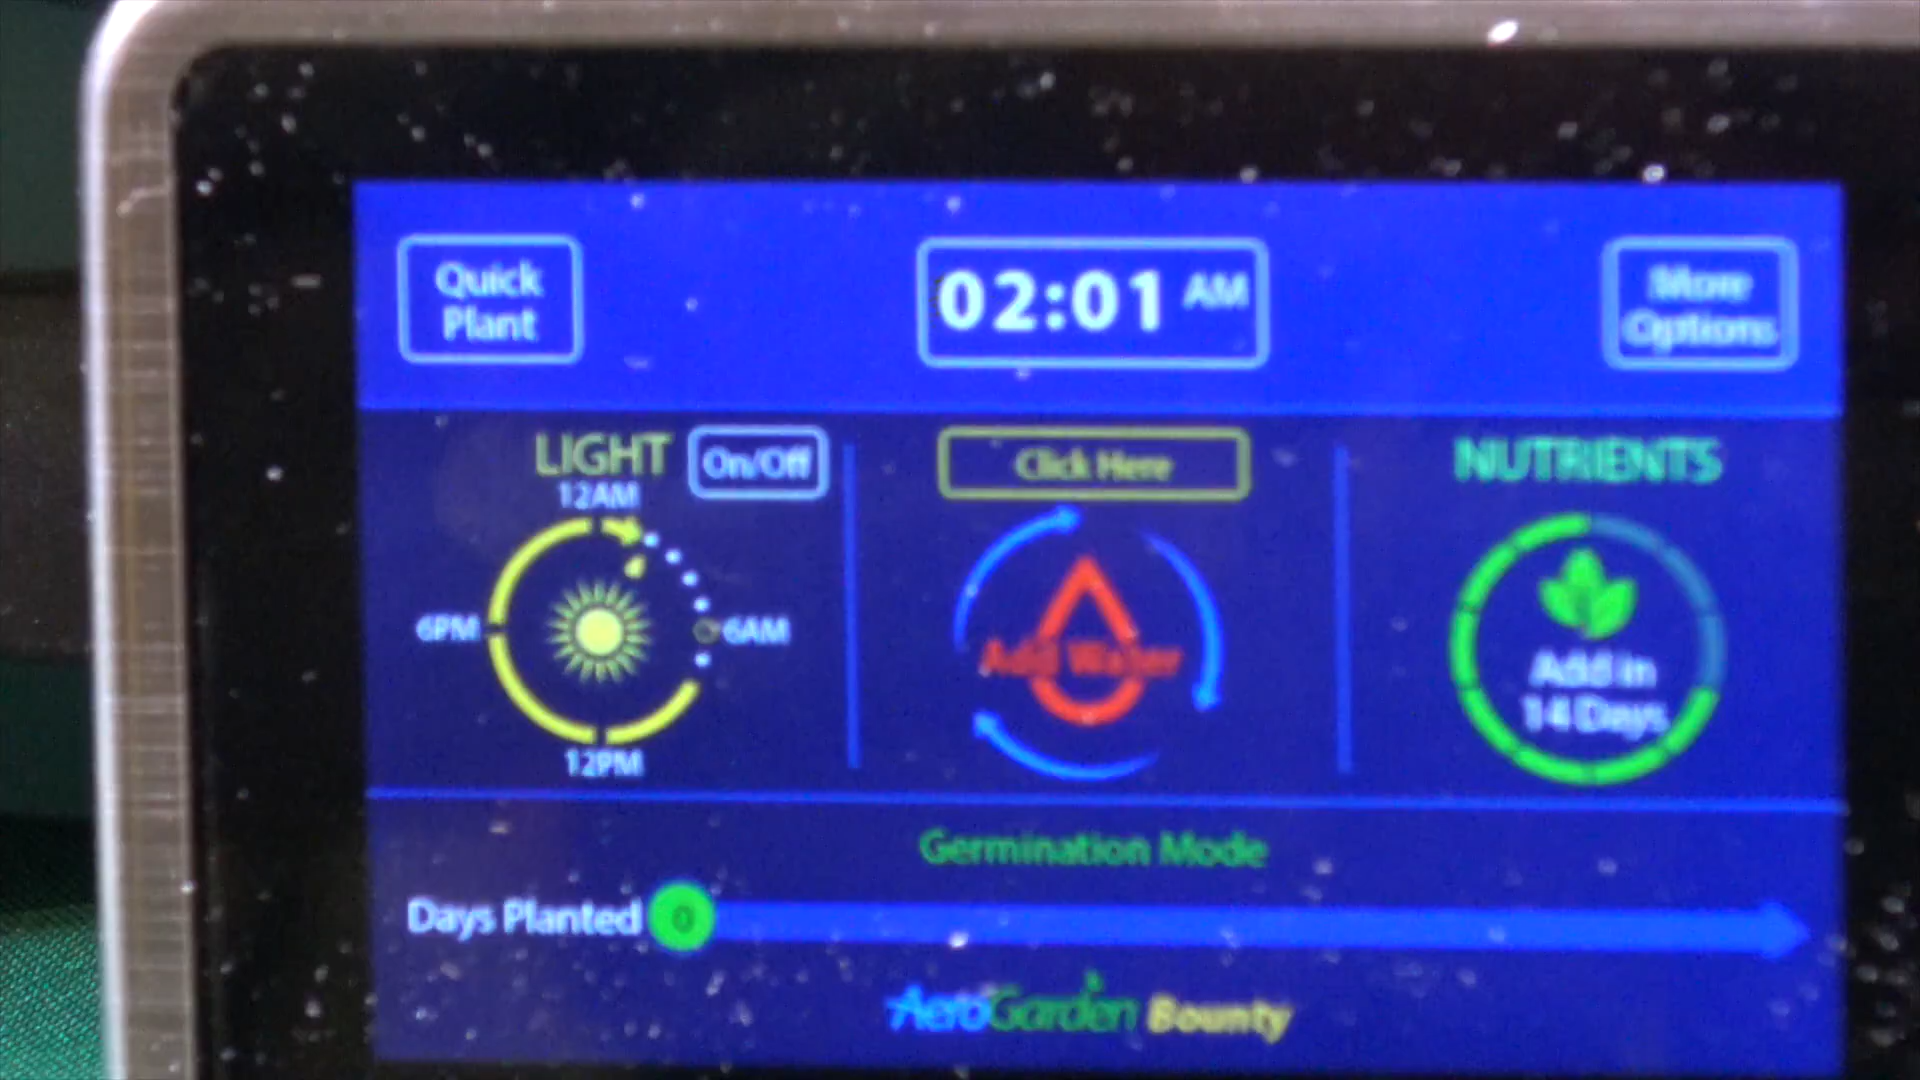 Quick
Plant
02:01 AM
More
Options
LIGHT
On/Off
12AM
6PM
6AM
12PM
Click Here
Add Water
NUTRIENTS
Add in
14 Days
Germination Mode
Days Planted 0
AeroGarden Bounty